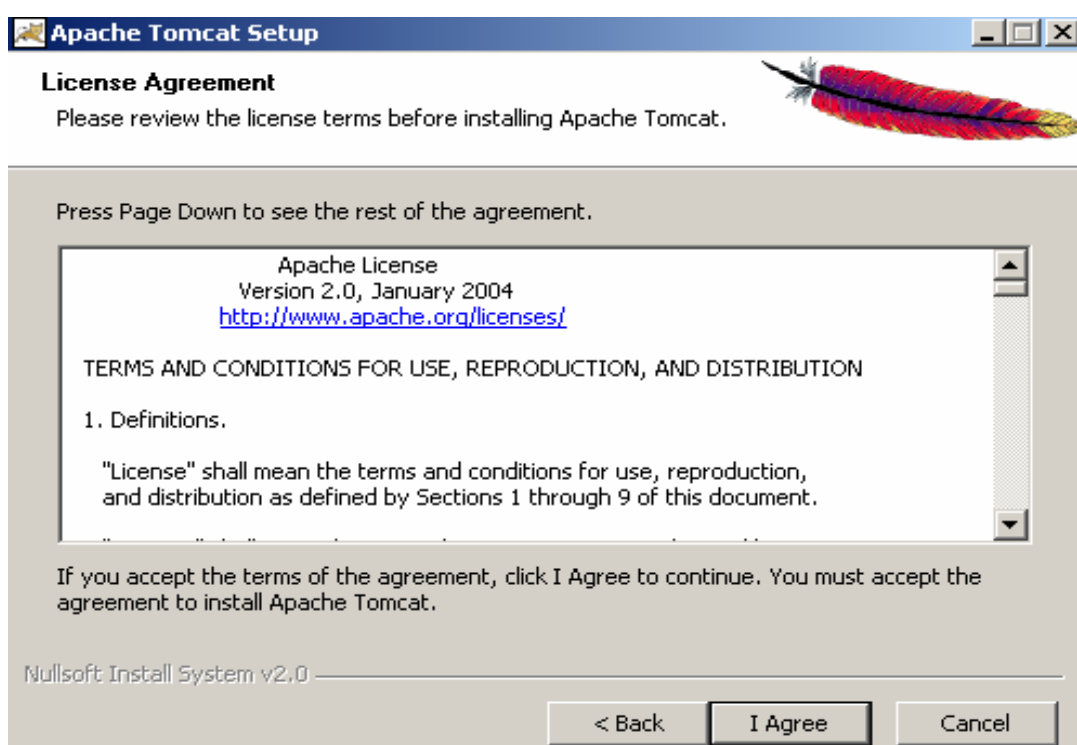 Apache Tomcat Setup
License Agreement
Please review the license terms before installing Apache Tomcat.
Press Page Down to see the rest of the agreement.
Apache License
Version 2.0, January 2004
http://www.apache.org/licenses/
TERMS AND CONDITIONS FOR USE, REPRODUCTION, AND DISTRIBUTION
1. Definitions.
"License" shall mean the terms and conditions for use, reproduction,
and distribution as defined by Sections 1 through 9 of this document.
If you accept the terms of the agreement, click I Agree to continue. You must accept the
agreement to install Apache Tomcat.
Nullsoft Install System v2.0
< Back I Agree Cancel